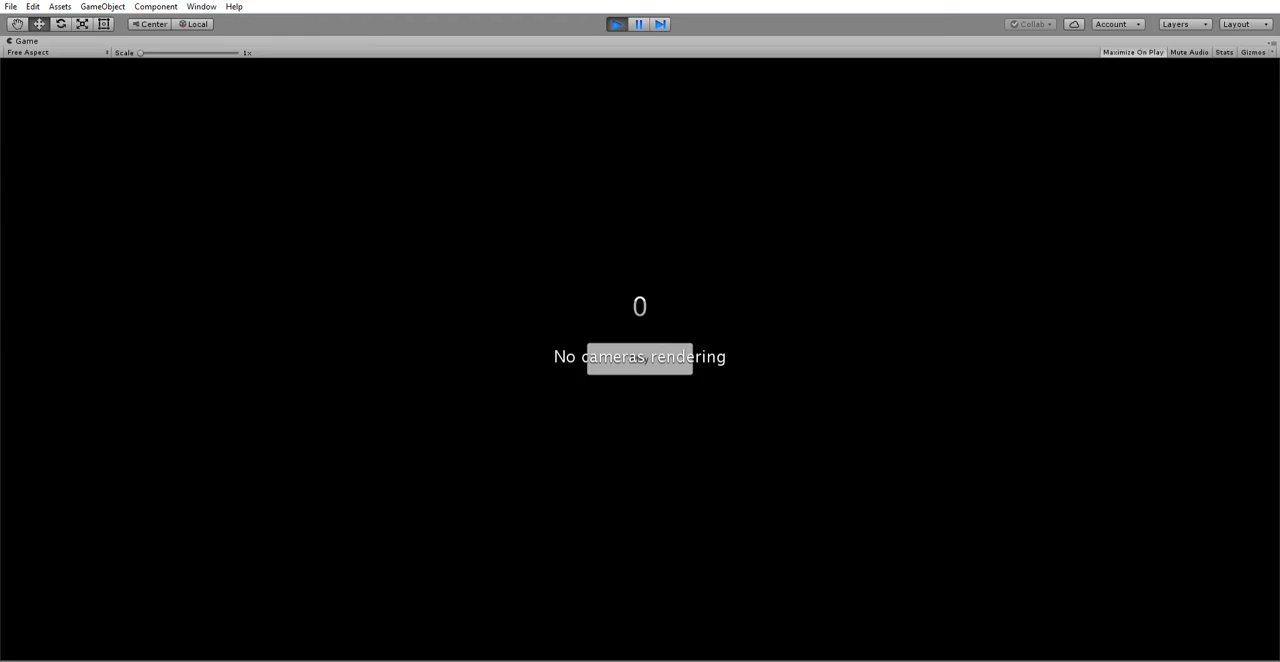 File Edit Assets GameObject Component Window Help
Center Local Collab Account Layers Layout
Game
Free Aspect Scale 1x Maximize On Play Mute Audio Stats Gizmos
0
No cameras rendering